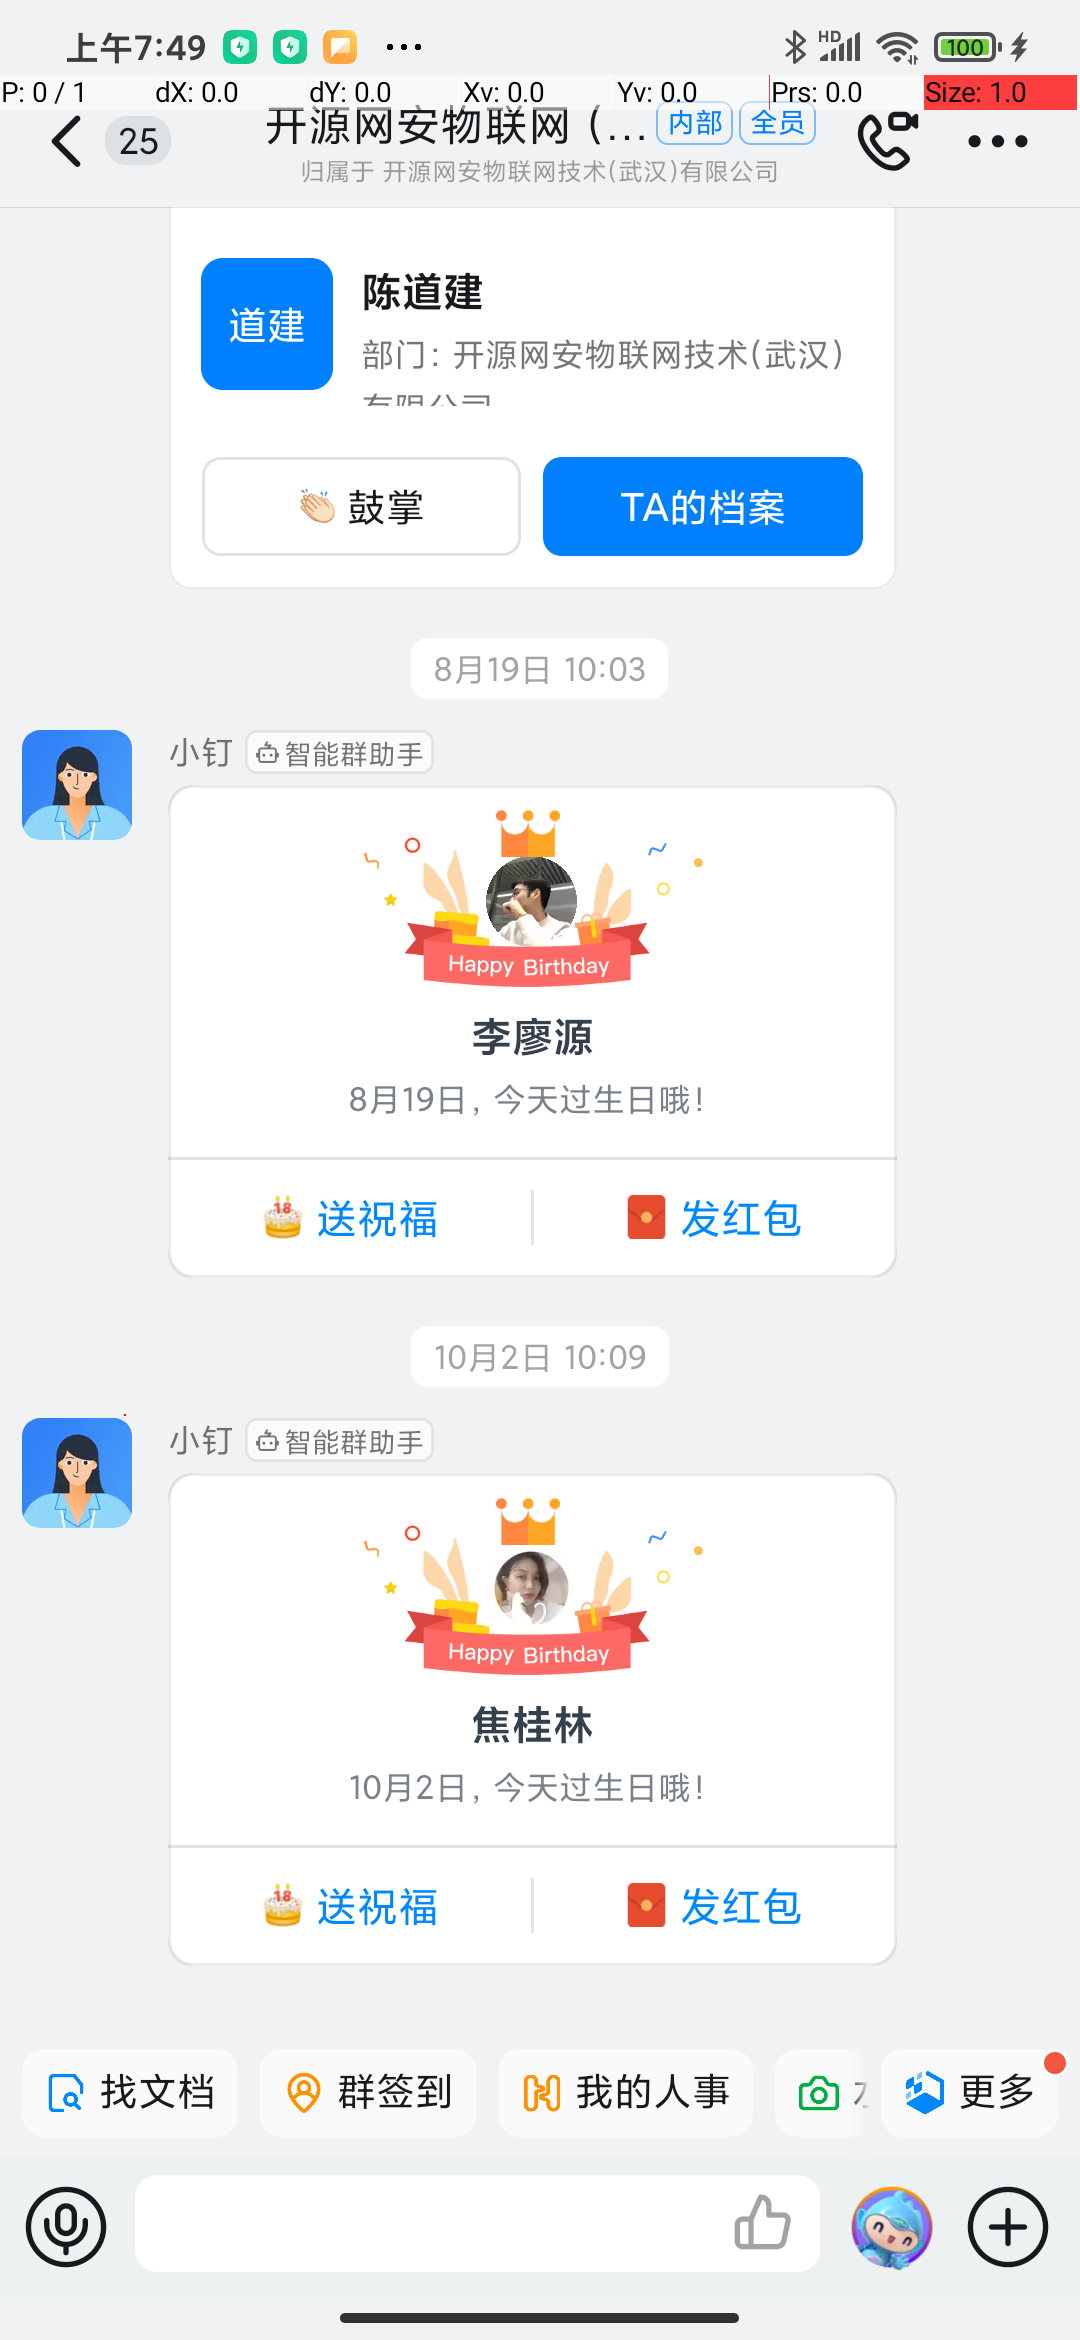 上午7:49
HD
100
P: 0 / 1
dX: 0.0
dY: 0.0
Xv: 0.0
Yv: 0.0
Prs: 0.0
Size: 1.0
25
开源网安物联网 (...
内部
全员
归属于 开源网安物联网技术(武汉)有限公司
道建
陈道建
部门: 开源网安物联网技术(武汉)
有限公司
鼓掌
TA的档案
8月19日 10:03
小钉
智能群助手
Happy Birthday
李廖源
8月19日, 今天过生日哦!
18
送祝福
发红包
10月2日 10:09
小钉
智能群助手
Happy Birthday
焦桂林
10月2日, 今天过生日哦!
18
送祝福
发红包
找文档
群签到
我的人事
更多